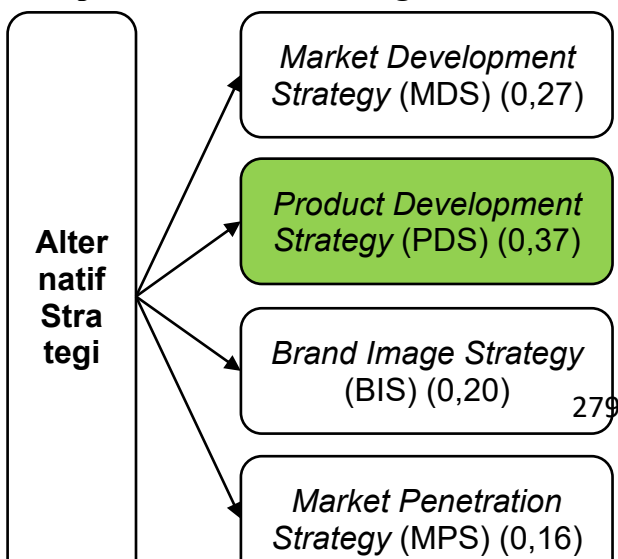 Alter
natif
Stra
tegi
Market Development
Strategy (MDS) (0,27)
Product Development
Strategy (PDS) (0,37)
Brand Image Strategy
(BIS) (0,20)
279
Market Penetration
Strategy (MPS) (0,16)